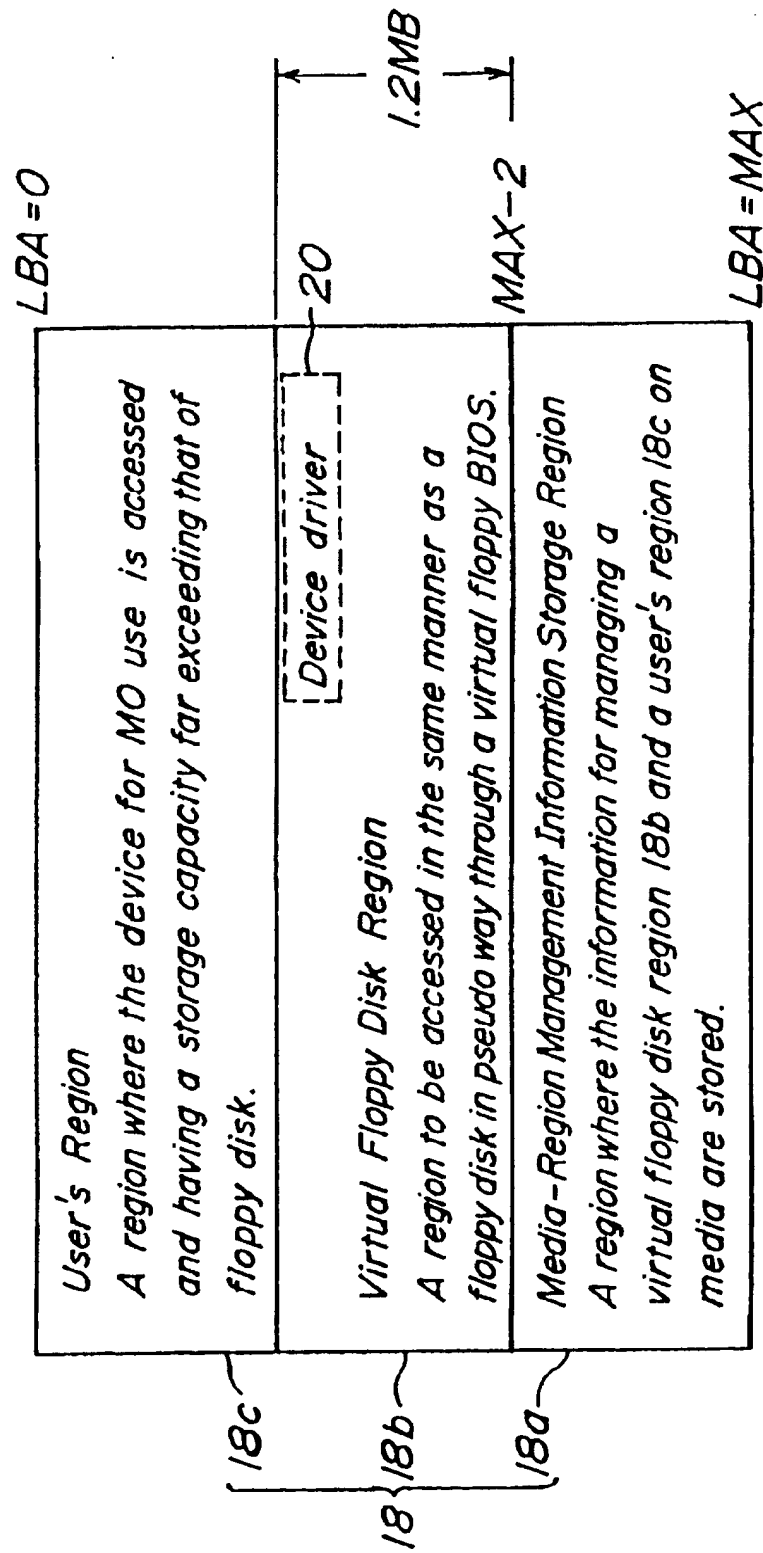 LBA=0
User's Region
A region where the device for MO use is accessed
and having a storage capacity far exceeding that of
floppy disk.
18c
Device driver
20
Virtual Floppy Disk Region
A region to be accessed in the same manner as a
floppy disk in pseudo way through a virtual floppy BIOS.
1.2MB
18
18b
MAX-2
Media-Region Management Information Storage Region
A region where the information for managing a
virtual floppy disk region 18b and a user's region 18c on
media are stored.
18a
LBA=MAX